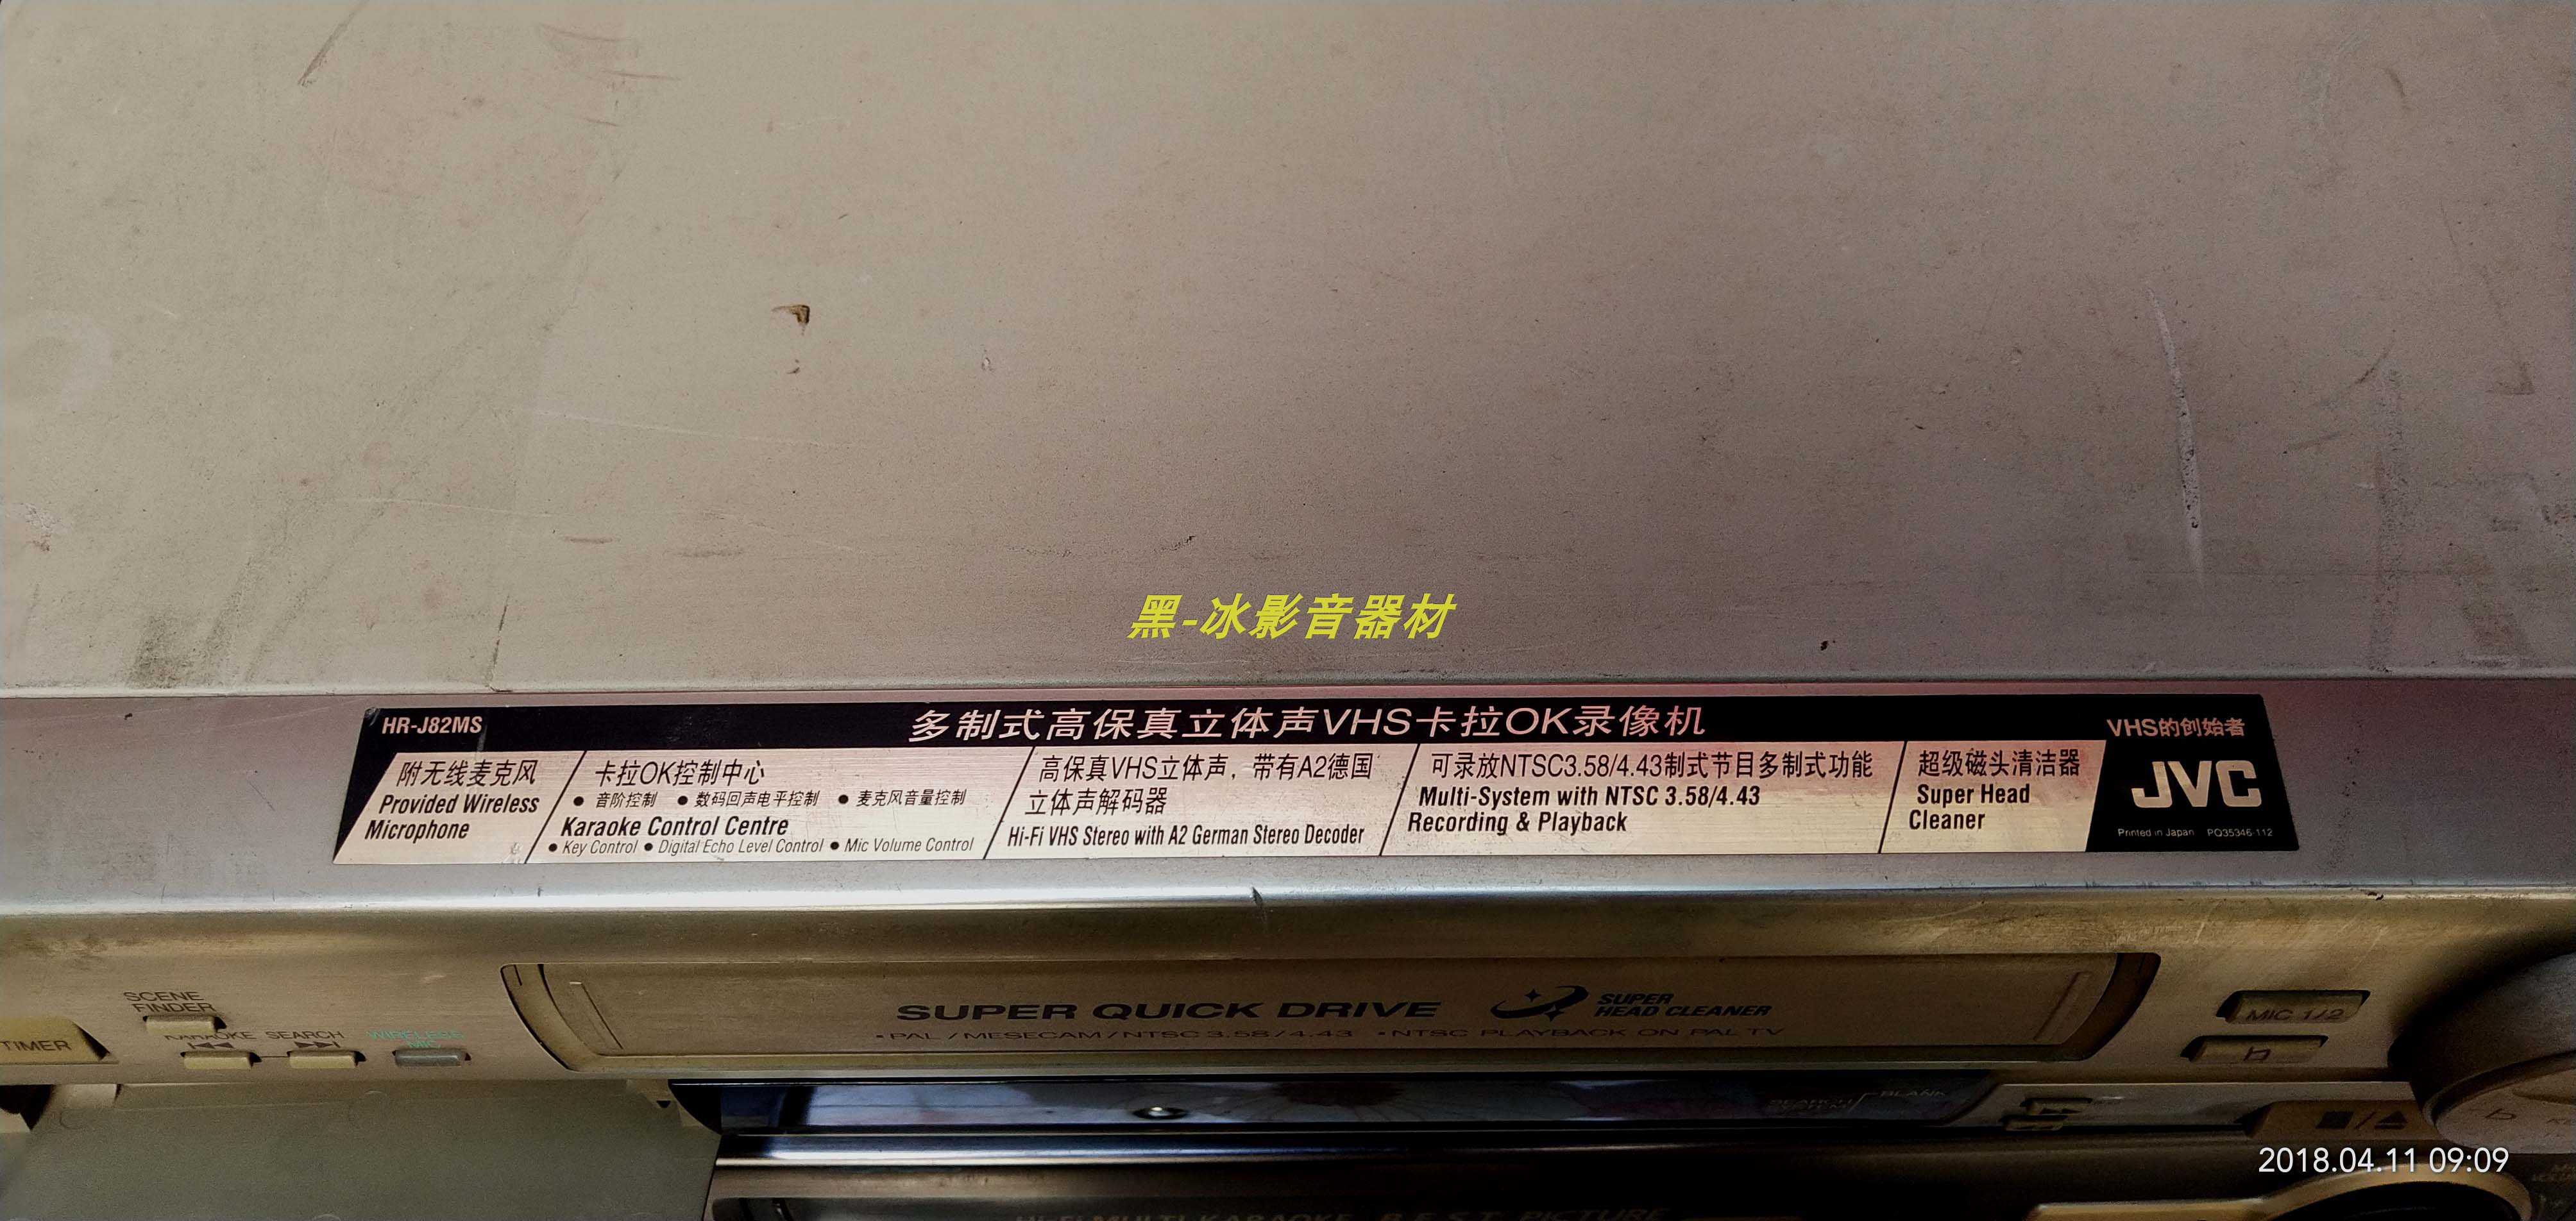 黑-冰影音器材
HR-J82MS
多制式高保真立体声VHS卡拉OK录像机
VHS的创始者
附无线麦克风
Provided Wireless
Microphone
卡拉OK控制中心
● 音阶控制 ● 数码回声电平控制 ● 麦克风音量控制
Karaoke Control Centre
● Key Control ● Digital Echo Level Control ● Mic Volume Control
高保真VHS立体声，带有A2德国
立体声解码器
Hi-Fi VHS Stereo with A2 German Stereo Decoder
可录放NTSC3.58/4.43制式节目多制式功能
Multi-System with NTSC 3.58/4.43
Recording & Playback
超级磁头清洁器
Super Head
Cleaner
JVC
Printed in Japan PQ35346-112
SCENE
FINDER
TIMER
KARAOKE SEARCH
WIRELESS
MIC
SUPER QUICK DRIVE
SUPER
HEAD CLEANER
•PAL/MESECAM/NTSC 3.58/4.43 •NTSC PLAYBACK ON PAL TV
MIC 1/2
BLANK
SEARCH
2018.04.11 09:09
Hi-Fi MULTI KARAOKE B.E.S.T. PICTURE